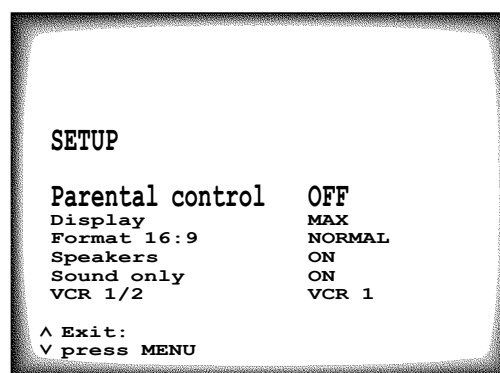 SETUP
Parental control OFF
Display MAX
Format 16:9 NORMAL
Speakers ON
Sound only ON
VCR 1/2 VCR 1
^ Exit:
v press MENU